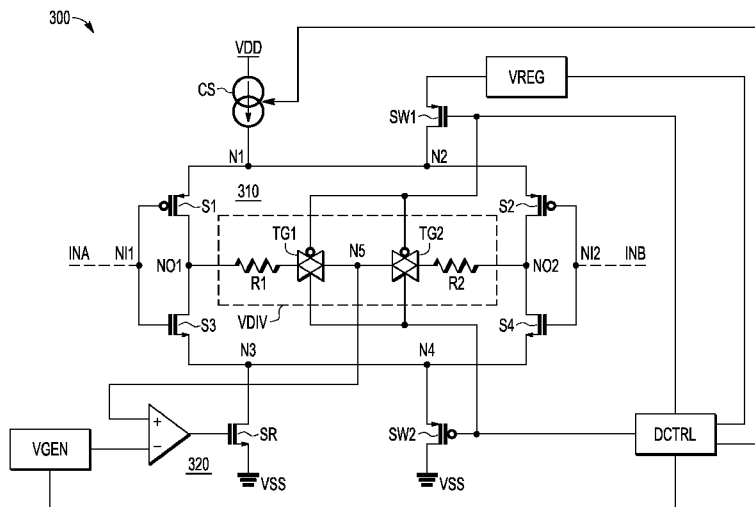 300
VDD
CS
VREG
SW1
N1
N2
310
S1
S2
TG1
TG2
INA
NI1
NO1
R1
N5
R2
NO2
NI2
INB
S3
VDIV
S4
N3
N4
+
−
VGEN
320
SR
VSS
SW2
VSS
DCTRL